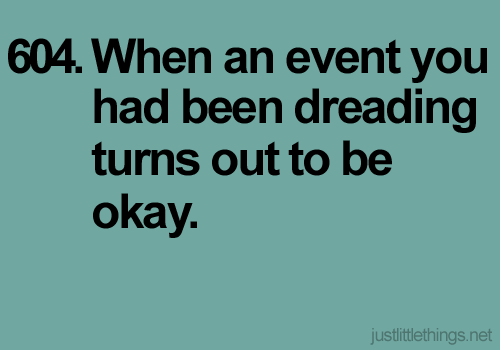 604. When an event you
had been dreading
turns out to be
okay.
justlittlethings.net